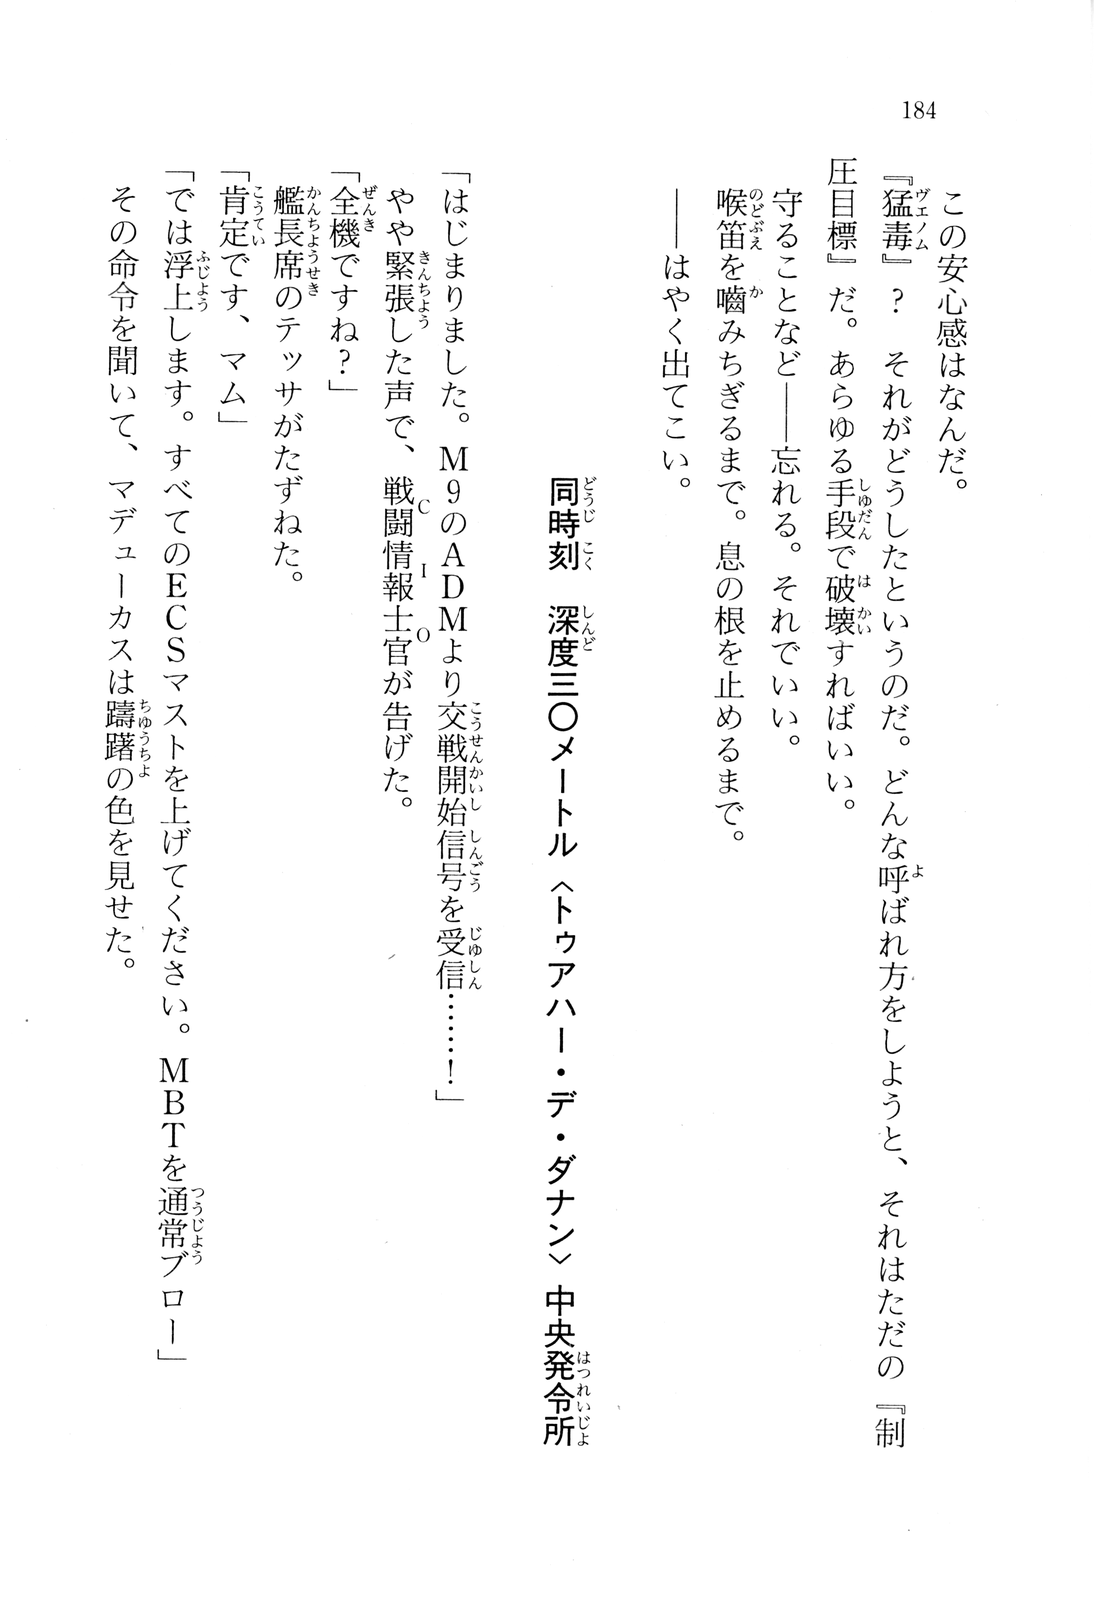 184
この安心感はなんだ。
『猛毒』？　それがどうしたというのだ。どんな呼ばれ方をしようと、それはただの『制
圧目標』だ。あらゆる手段で破壊すればいい。
守ることなど――忘れる。それでいい。
喉笛を嚙みちぎるまで。息の根を止めるまで。
――はやく出てこい。
同時刻　深度三〇メートル〈トゥアハー・デ・ダナン〉中央発令所
「はじまりました。M9のADMより交戦開始信号を受信……！」
やや緊張した声で、戦闘情報士官が告げた。
「全機ですね？」
艦長席のテッサがたずねた。
「肯定です、マム」
「では浮上します。すべてのECSマストを上げてください。MBTを通常ブロー」
その命令を聞いて、マデューカスは躊躇の色を見せた。